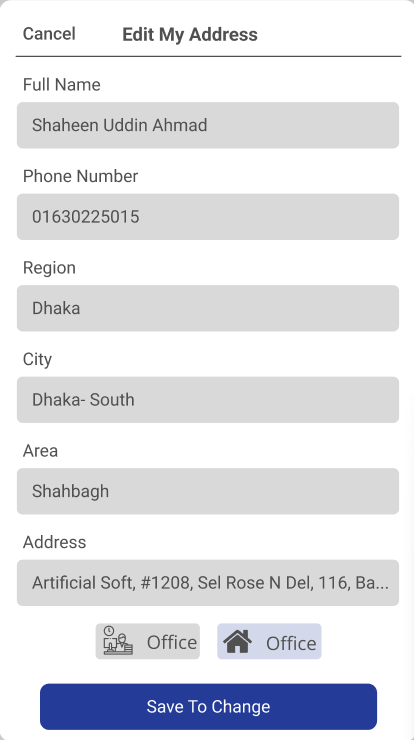 Cancel Edit My Address
Full Name
Shaheen Uddin Ahmad
Phone Number
01630225015
Region
Dhaka
City
Dhaka- South
Area
Shahbagh
Address
Artificial Soft, #1208, Sel Rose N Del, 116, Ba...
Office Office
Save To Change